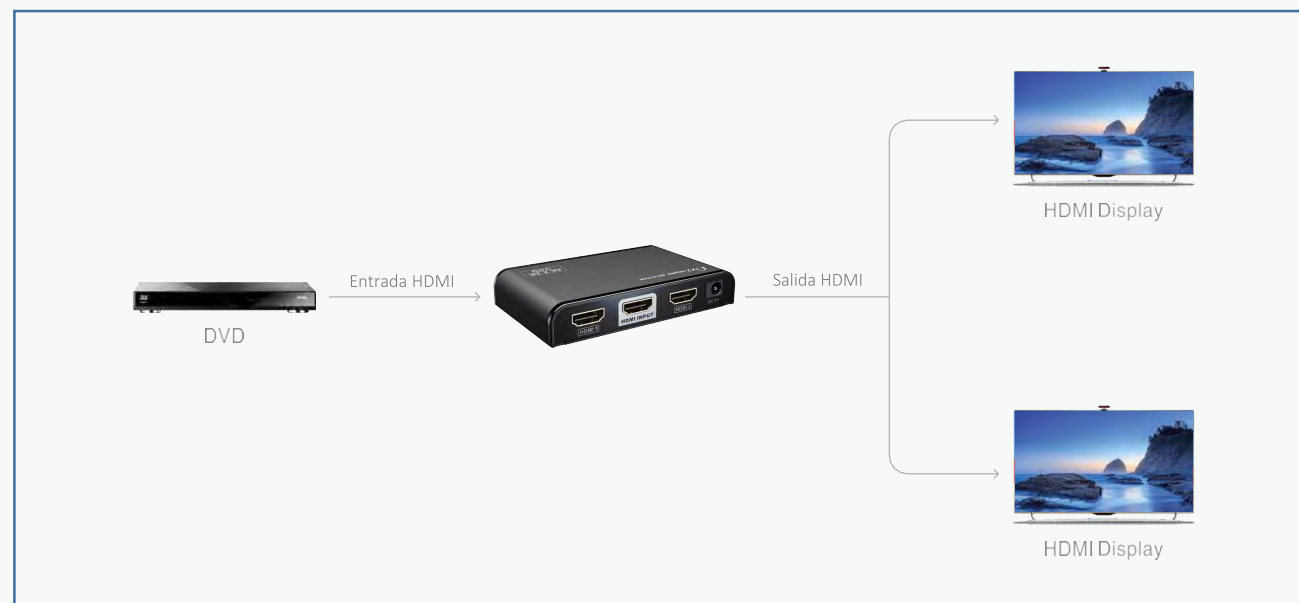 HDMI Display
Entrada HDMI
Salida HDMI
DVD
HDMI 1
HDMI INPUT
HDMI 2
HDMI Display